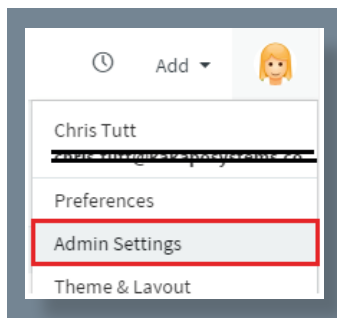 Add
Chris Tutt
Preferences
Admin Settings
Theme & Layout